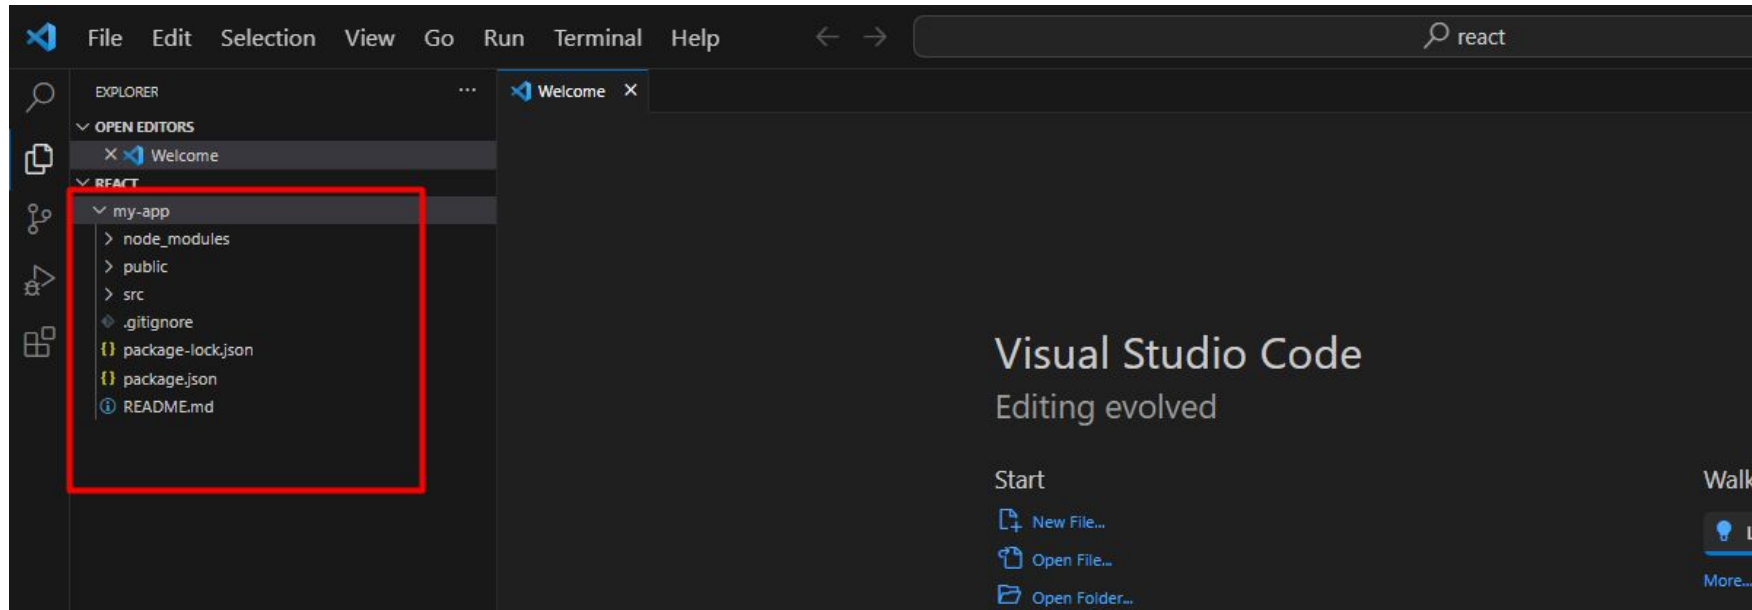 File Edit Selection View Go Run Terminal Help
react
EXPLORER
Welcome
OPEN EDITORS
Welcome
REACT
my-app
node_modules
public
src
.gitignore
package-lock.json
package.json
README.md
Visual Studio Code
Editing evolved
Start
New File...
Open File...
Open Folder...
Walk
L
More...